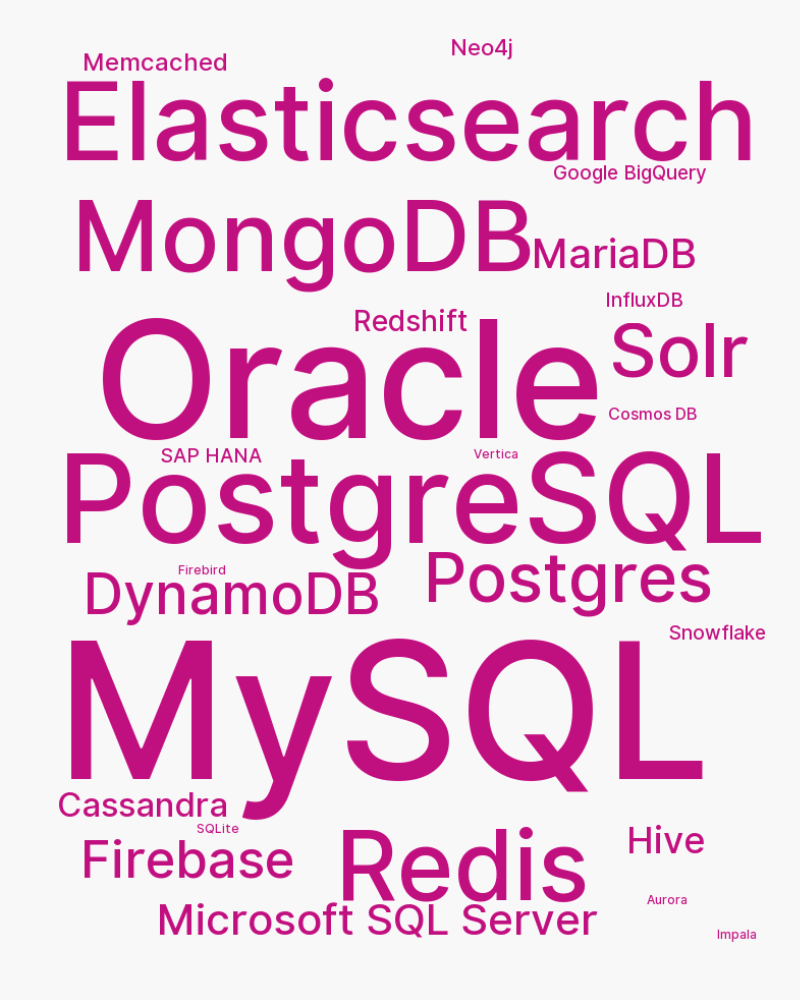 Neo4j
Memcached
Elasticsearch
Google BigQuery
MongoDB
MariaDB
InfluxDB
Redshift
Solr
Oracle
Cosmos DB
SAP HANA
Vertica
PostgreSQL
Firebird
Postgres
DynamoDB
Snowflake
MySQL
Cassandra
SQLite
Hive
Firebase
Redis
Aurora
Microsoft SQL Server
Impala